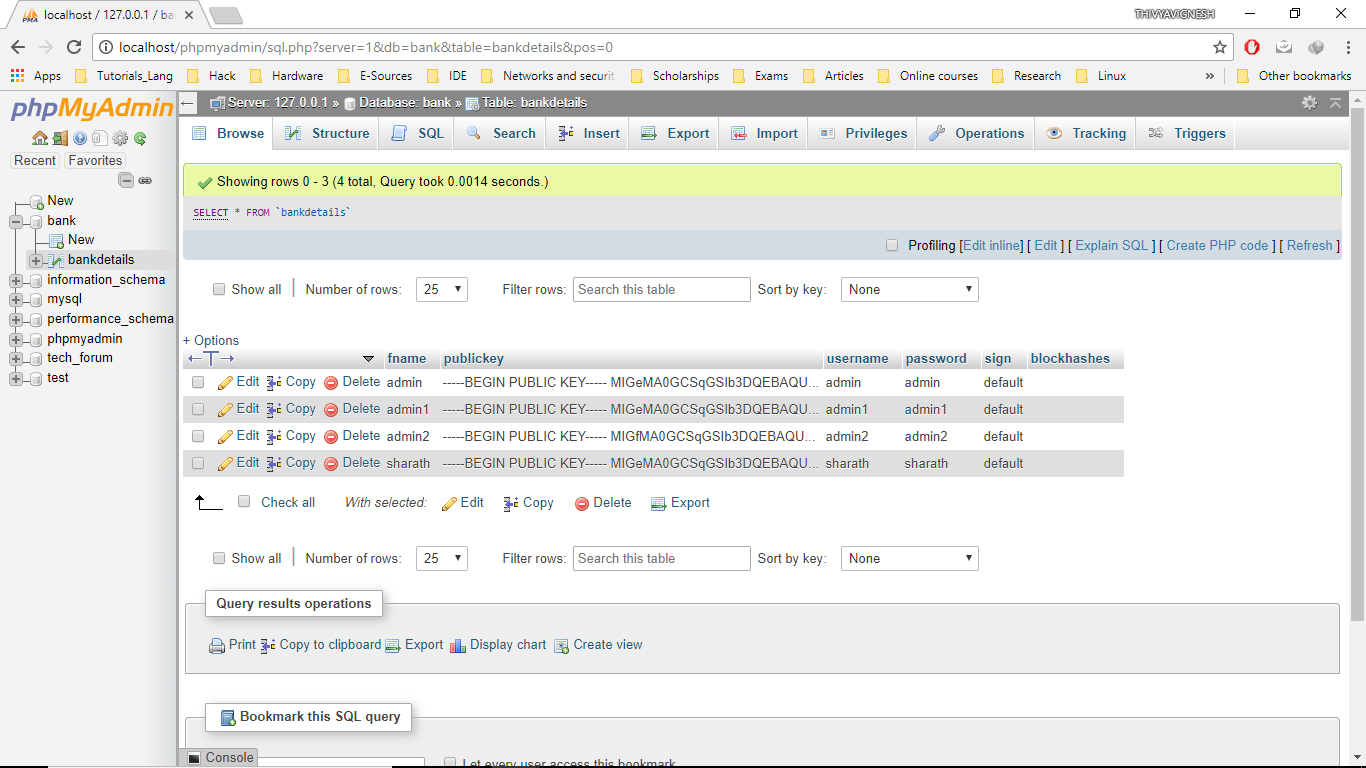 localhost / 127.0.0.1 / ba
THIVYAVIGNESH
localhost/phpmyadmin/sql.php?server=1&db=bank&table=bankdetails&pos=0
Apps Tutorials_Lang Hack Hardware E-Sources IDE Networks and securit Scholarships Exams Articles Online courses Research Linux » Other bookmarks
phpMyAdmin
Recent Favorites
New
bank
New
bankdetails
information_schema
mysql
performance_schema
phpmyadmin
tech_forum
test
Server: 127.0.0.1 » Database: bank » Table: bankdetails
Browse Structure SQL Search Insert Export Import Privileges Operations Tracking Triggers
Showing rows 0 - 3 (4 total, Query took 0.0014 seconds.)
SELECT * FROM `bankdetails`
Profiling [Edit inline] [ Edit ] [ Explain SQL ] [ Create PHP code ] [ Refresh ]
Show all Number of rows: 25 Filter rows: Search this table Sort by key: None
+ Options
fname publickey username password sign blockhashes
Edit Copy Delete admin -----BEGIN PUBLIC KEY----- MIGeMA0GCSqGSIb3DQEBAQU... admin admin default
Edit Copy Delete admin1 -----BEGIN PUBLIC KEY----- MIGeMA0GCSqGSIb3DQEBAQU... admin1 admin1 default
Edit Copy Delete admin2 -----BEGIN PUBLIC KEY----- MIGfMA0GCSqGSIb3DQEBAQU... admin2 admin2 default
Edit Copy Delete sharath -----BEGIN PUBLIC KEY----- MIGeMA0GCSqGSIb3DQEBAQU... sharath sharath default
Check all With selected: Edit Copy Delete Export
Show all Number of rows: 25 Filter rows: Search this table Sort by key: None
Query results operations
Print Copy to clipboard Export Display chart Create view
Bookmark this SQL query
Console
Let every user access this bookmark